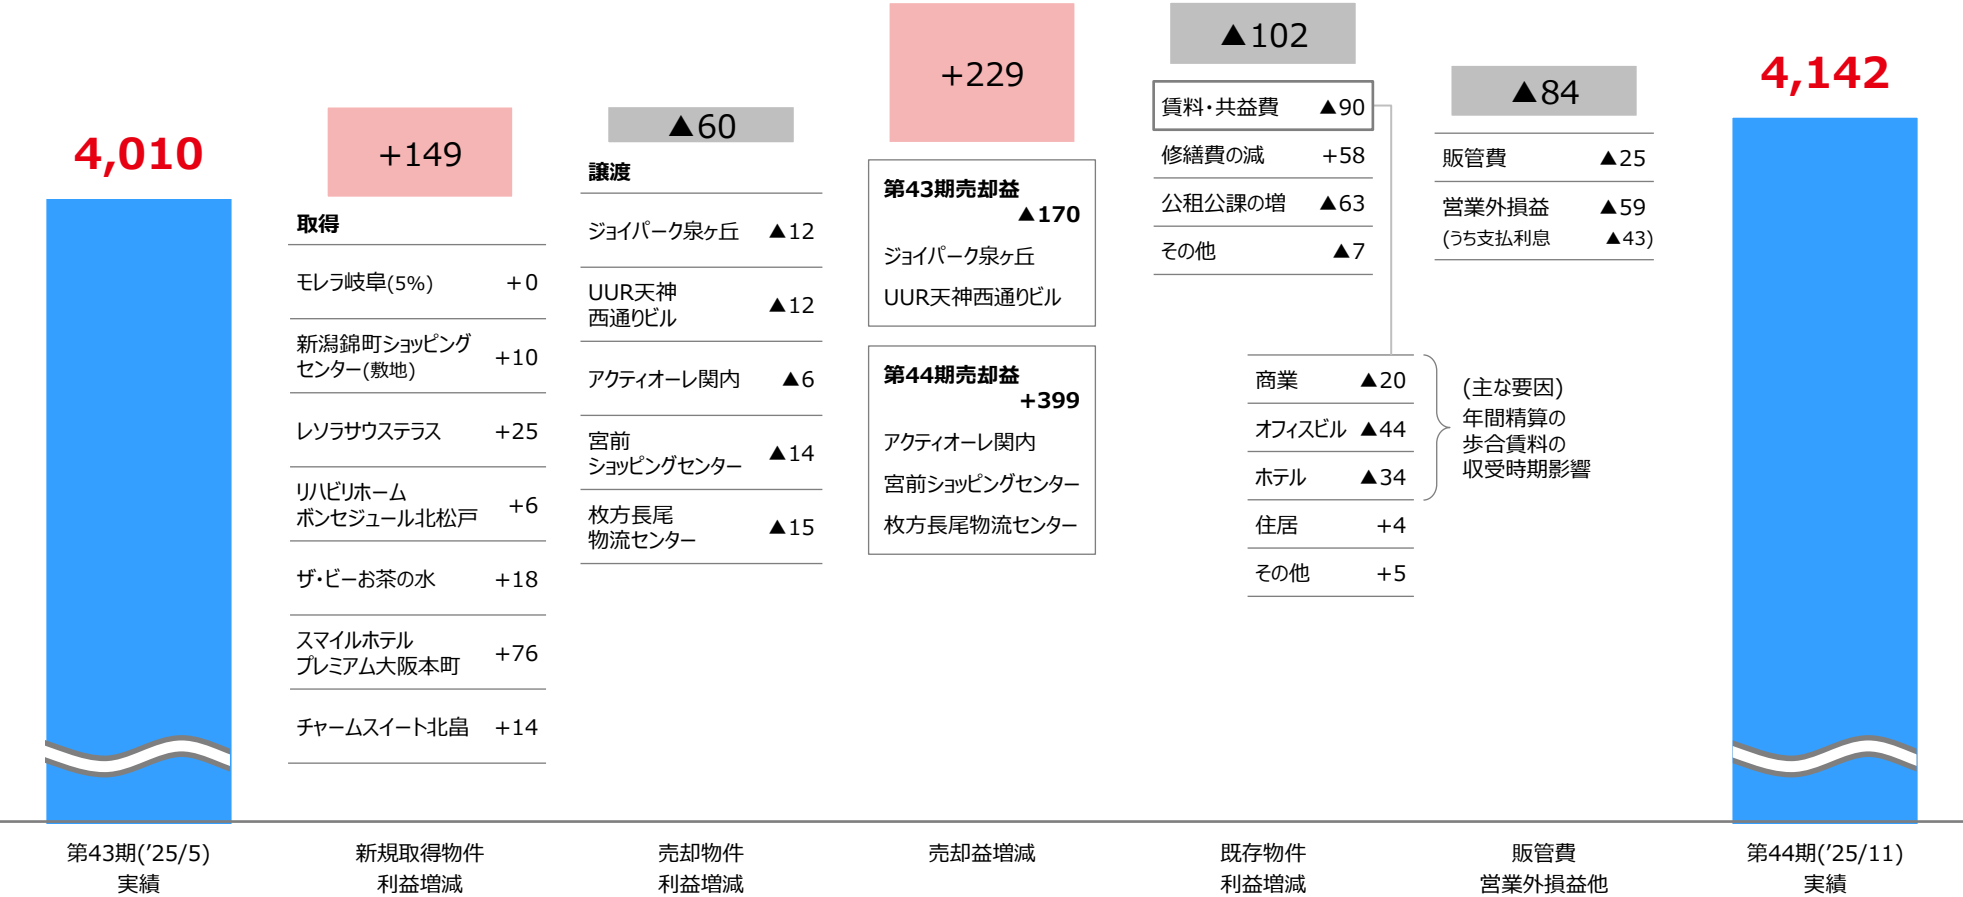 4,010
+149
取得
モレラ岐阜(5%) +0
新潟錦町ショッピング
センター(敷地) +10
レソラサウステラス +25
リハビリホーム
ボンセジュール北松戸 +6
ザ・ビーお茶の水 +18
スマイルホテル
プレミアム大阪本町 +76
チャームスイート北畠 +14
▲60
譲渡
ジョイパーク泉ヶ丘 ▲12
UUR天神
西通りビル ▲12
アクティオーレ関内 ▲6
宮前
ショッピングセンター ▲14
枚方長尾
物流センター ▲15
+229
第43期売却益
▲170
ジョイパーク泉ヶ丘
UUR天神西通りビル
第44期売却益
+399
アクティオーレ関内
宮前ショッピングセンター
枚方長尾物流センター
▲102
賃料・共益費 ▲90
修繕費の減 +58
公租公課の増 ▲63
その他 ▲7
商業 ▲20
オフィスビル ▲44
ホテル ▲34
住居 +4
その他 +5
(主な要因)
年間精算の
歩合賃料の
収受時期影響
▲84
販管費 ▲25
営業外損益 ▲59
(うち支払利息 ▲43)
4,142
第43期('25/5)
実績
新規取得物件
利益増減
売却物件
利益増減
売却益増減
既存物件
利益増減
販管費
営業外損益他
第44期('25/11)
実績